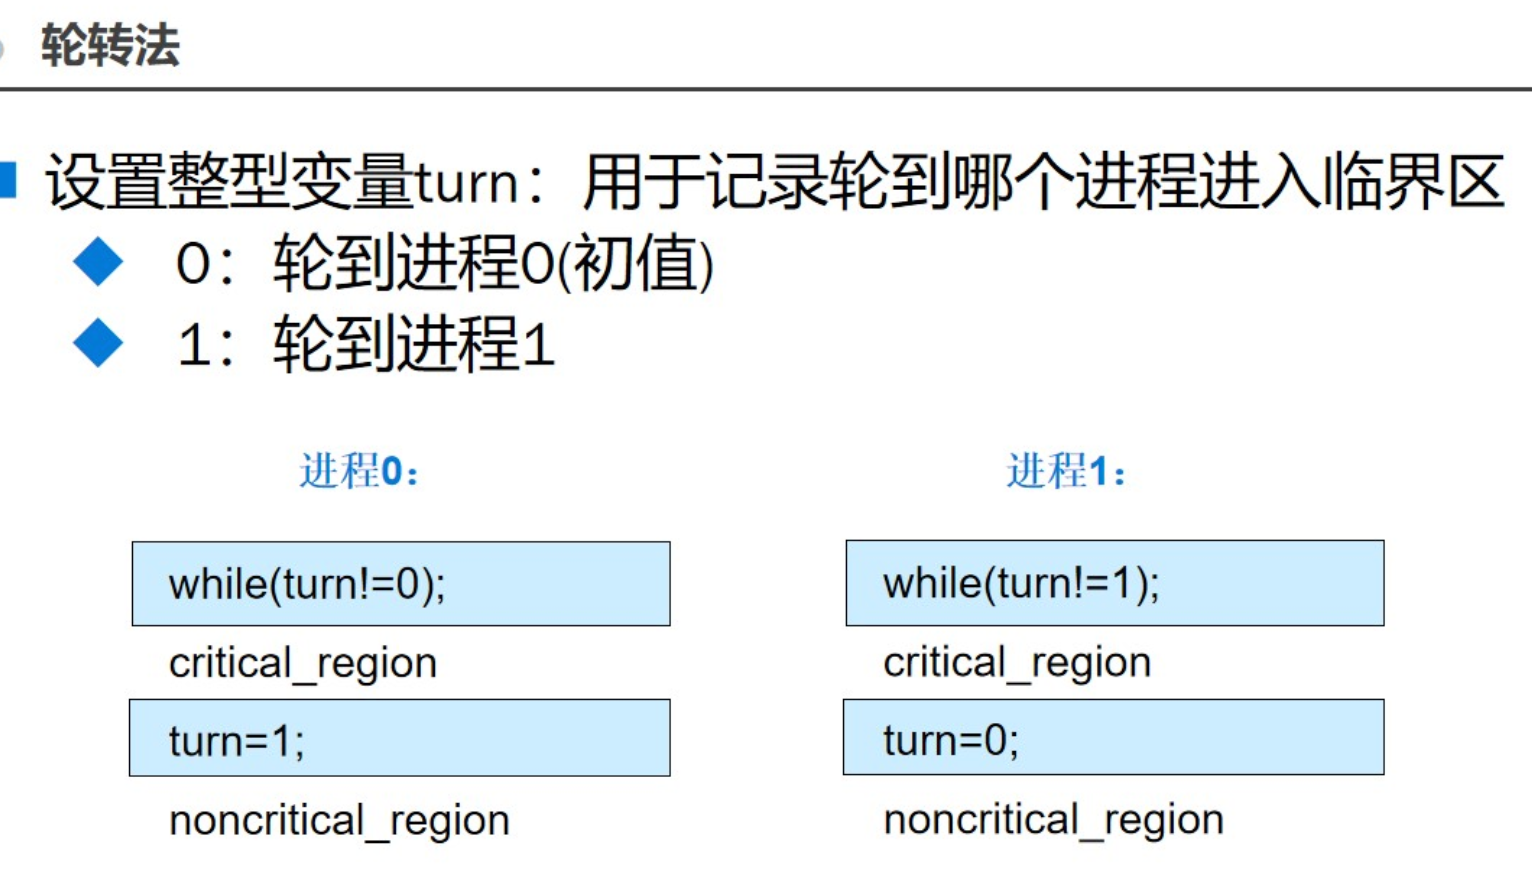 轮转法
设置整型变量turn：用于记录轮到哪个进程进入临界区
0：轮到进程0(初值)
1：轮到进程1
进程0：
while(turn!=0);
critical_region
turn=1;
noncritical_region
进程1：
while(turn!=1);
critical_region
turn=0;
noncritical_region